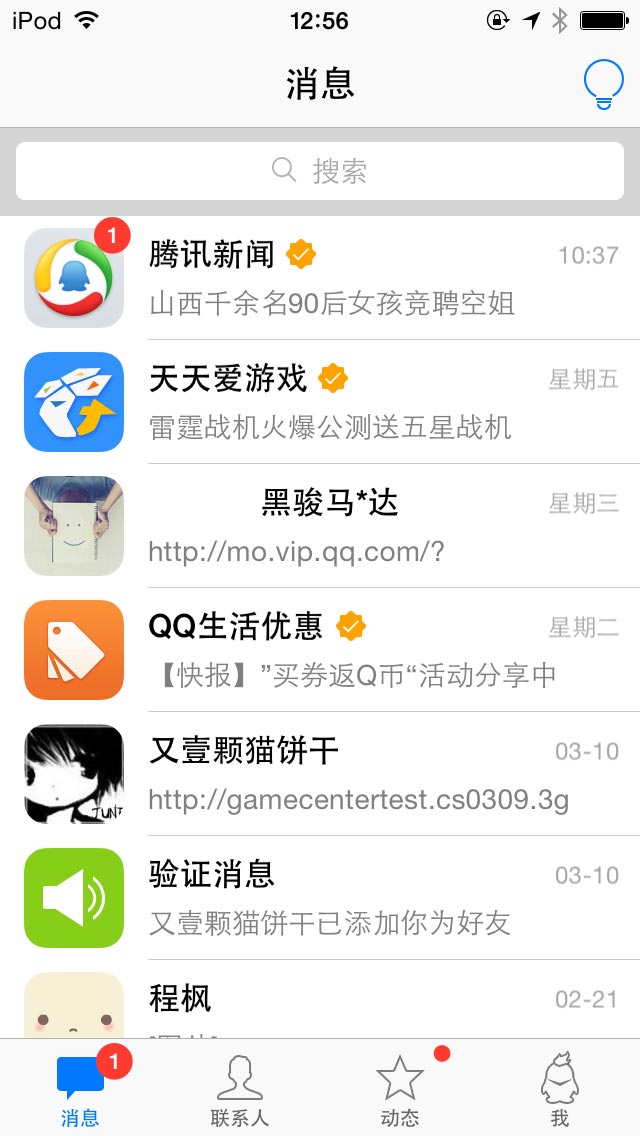 iPod 12:56
消息
搜索
1
腾讯新闻 10:37
山西千余名90后女孩竞聘空姐
天天爱游戏 星期五
雷霆战机火爆公测送五星战机
黑骏马*达 星期三
http://mo.vip.qq.com/?
QQ生活优惠 星期二
【快报】”买券返Q币“活动分享中
又壹颗猫饼干 03-10
http://gamecentertest.cs0309.3g
JUNI
验证消息 03-10
又壹颗猫饼干已添加你为好友
程枫 02-21
1
消息 联系人 动态 我